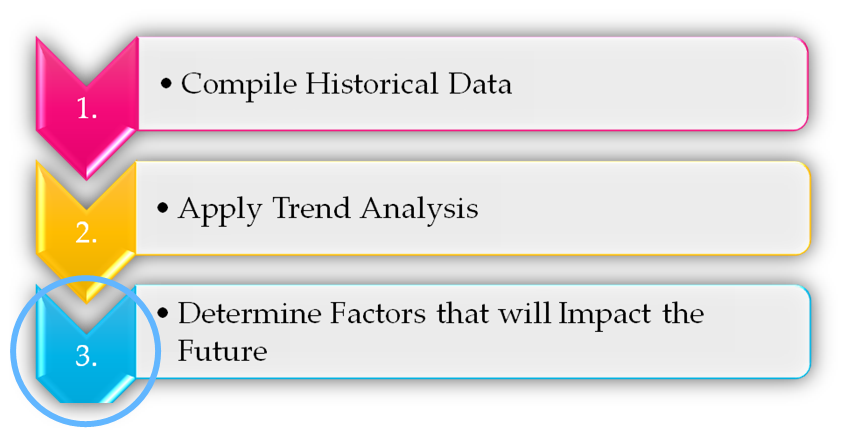 1.
• Compile Historical Data
2.
• Apply Trend Analysis
3.
• Determine Factors that will Impact the
Future